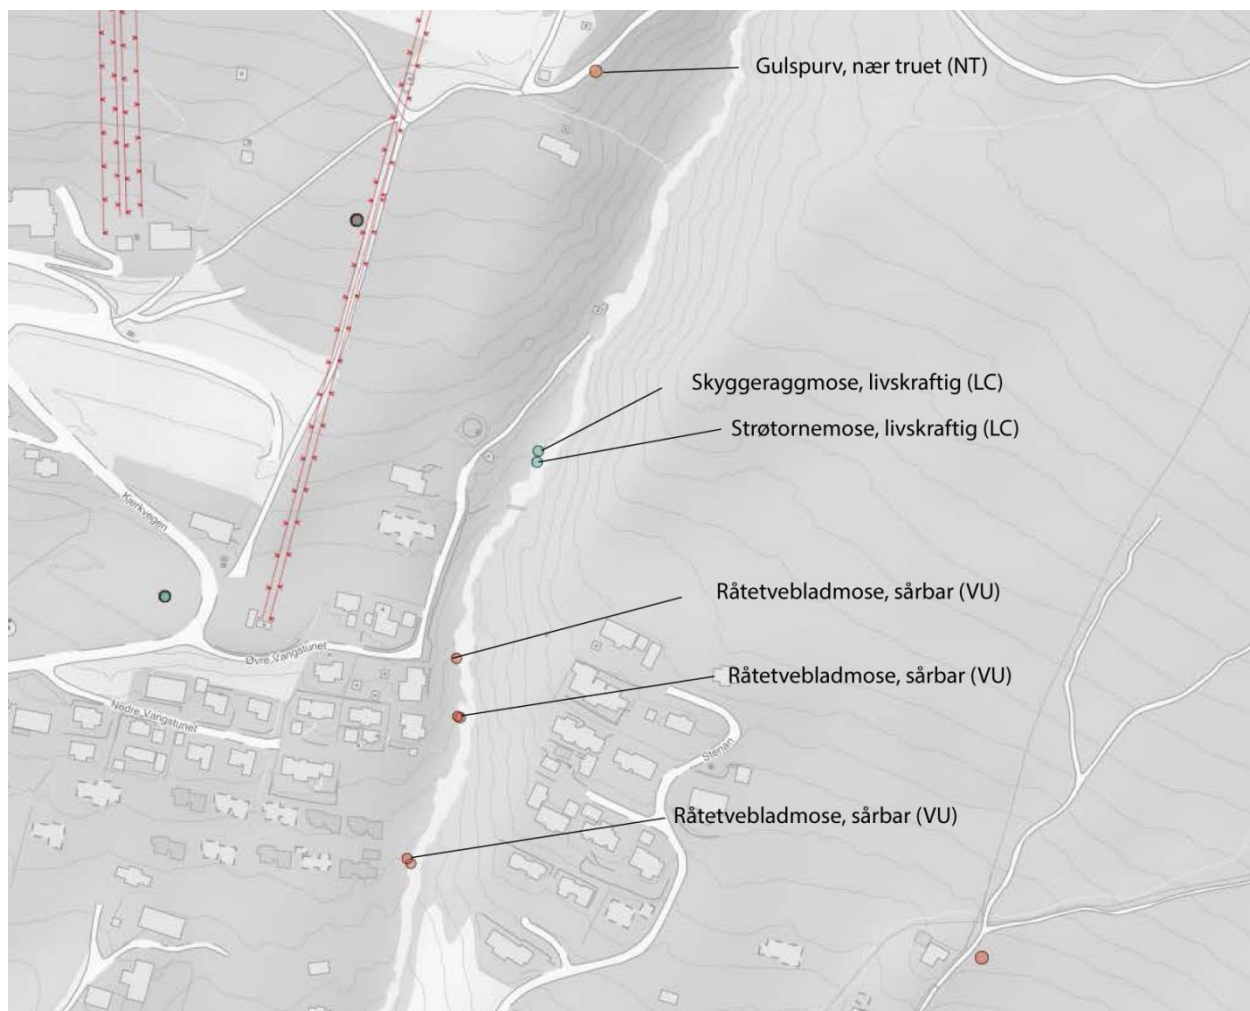 Gulspurv, nær truet (NT)
Skyggeraggmose, livskraftig (LC)
Strøtornemose, livskraftig (LC)
Kjerkvegen
Råtetvebladmose, sårbar (VU)
Øvre Vangstunet
Råtetvebladmose, sårbar (VU)
Nedre Vangstunet
Stenan
Råtetvebladmose, sårbar (VU)